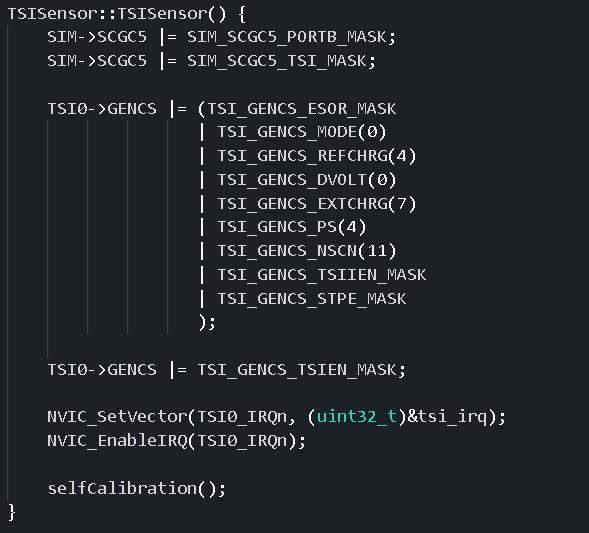 TSISensor::TSISensor() {
    SIM->SCGC5 |= SIM_SCGC5_PORTB_MASK;
    SIM->SCGC5 |= SIM_SCGC5_TSI_MASK;
    TSI0->GENCS |= (TSI_GENCS_ESOR_MASK
                   | TSI_GENCS_MODE(0)
                   | TSI_GENCS_REFCHRG(4)
                   | TSI_GENCS_DVOLT(0)
                   | TSI_GENCS_EXTCHRG(7)
                   | TSI_GENCS_PS(4)
                   | TSI_GENCS_NSCN(11)
                   | TSI_GENCS_TSIIEN_MASK
                   | TSI_GENCS_STPE_MASK
                   );
    TSI0->GENCS |= TSI_GENCS_TSIEN_MASK;
    NVIC_SetVector(TSI0_IRQn, (uint32_t)&tsi_irq);
    NVIC_EnableIRQ(TSI0_IRQn);
    selfCalibration();
}